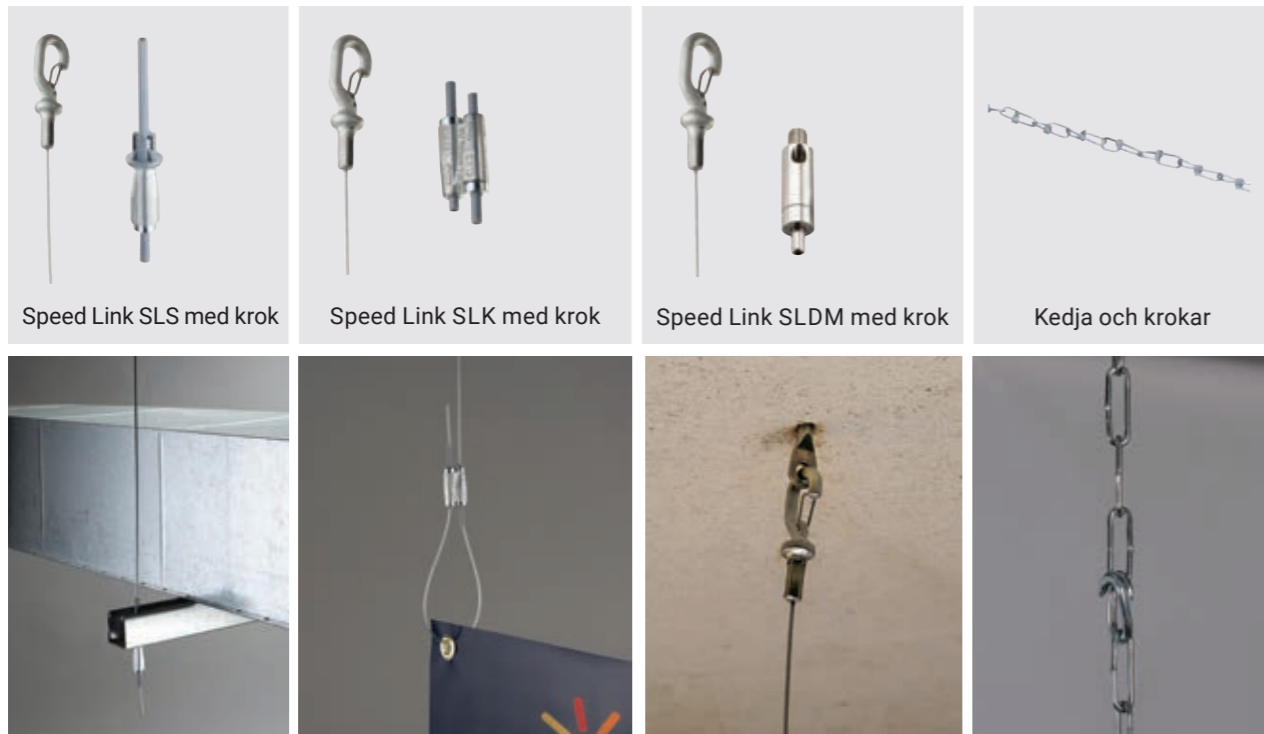 Speed Link SLS med krok
Speed Link SLK med krok
Speed Link SLDM med krok
Kedja och krokar